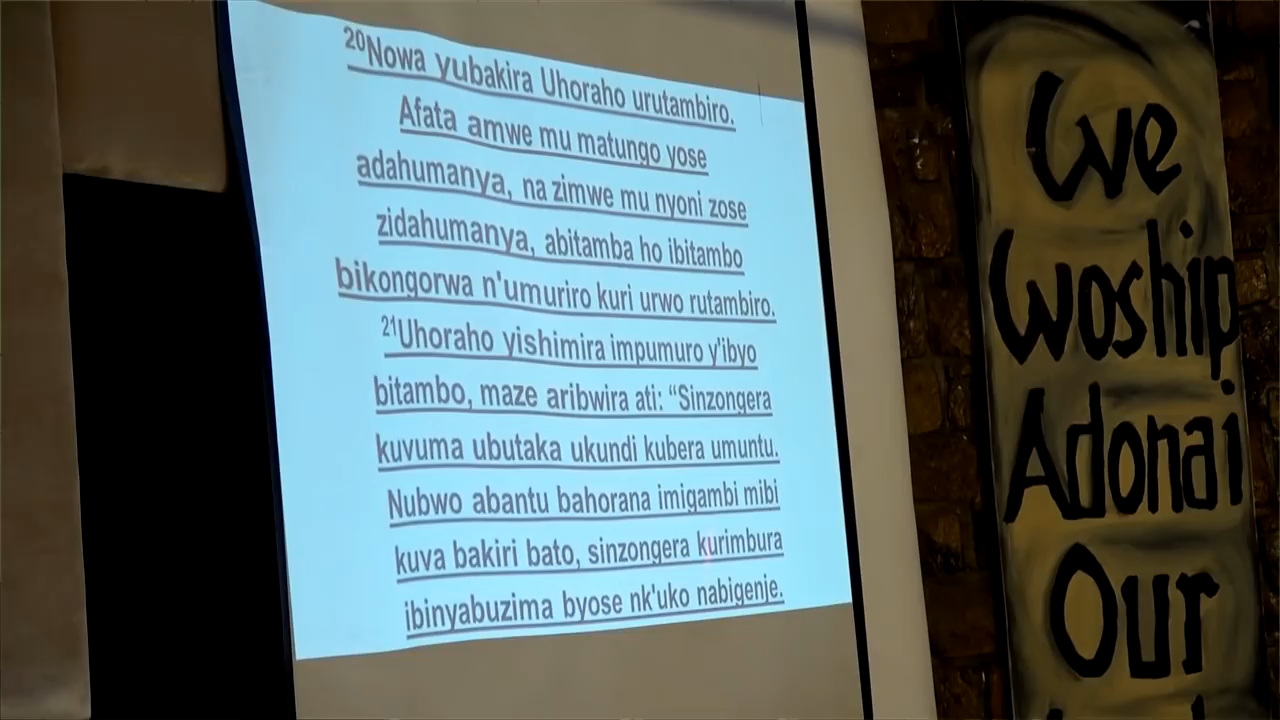 20Nowa yubakira Uhoraho urutambiro.
Afata amwe mu matungo yose
adahumanya, na zimwe mu nyoni zose
zidahumanya, abitamba ho ibitambo
bikongorwa n'umuriro kuri urwo rutambiro.
21Uhoraho yishimira impumuro y'ibyo
bitambo, maze aribwira ati: “Sinzongera
kuvuma ubutaka ukundi kubera umuntu.
Nubwo abantu bahorana imigambi mibi
kuva bakiri bato, sinzongera kurimbura
ibinyabuzima byose nk'uko nabigenje.
We
Woship
Adonai
Our